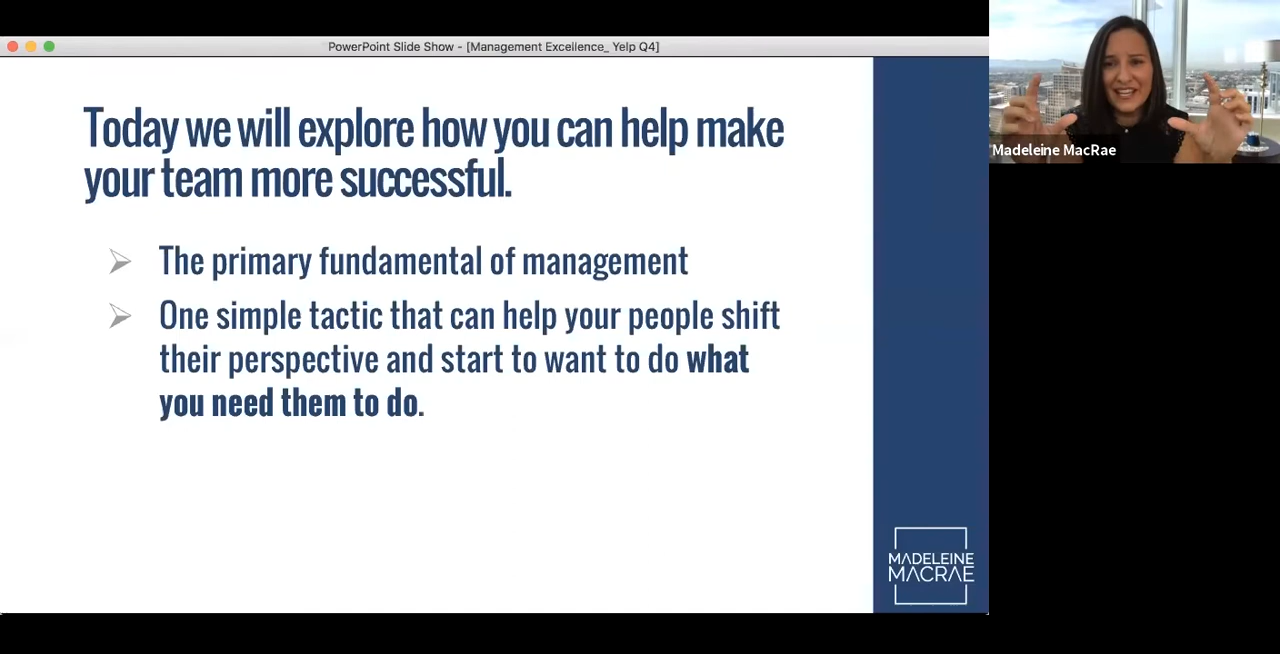 PowerPoint Slide Show - [Management Excellence_ Yelp Q4]
Today we will explore how you can help make
your team more successful.
The primary fundamental of management
One simple tactic that can help your people shift
their perspective and start to want to do what
you need them to do.
MADELEINE
MACRAE
Madeleine MacRae